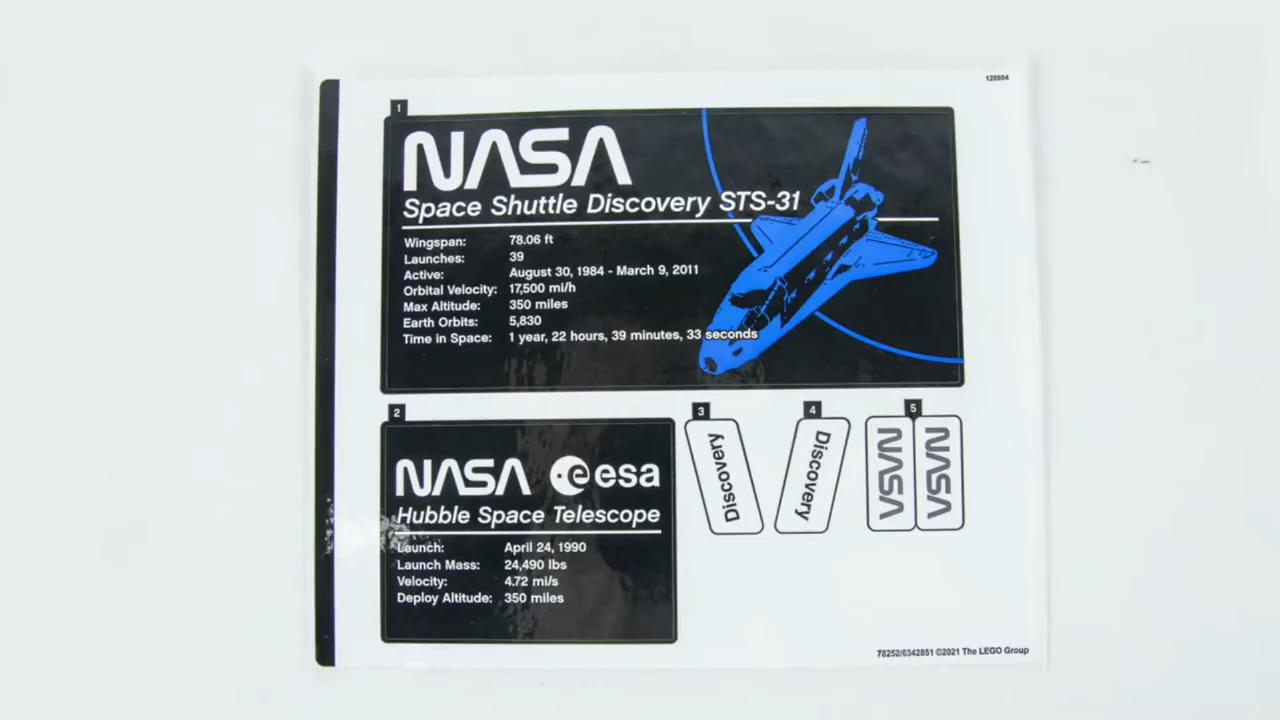 128984
1
NASA
Space Shuttle Discovery STS-31
Wingspan: 78.06 ft
Launches: 39
Active: August 30, 1984 - March 9, 2011
Orbital Velocity: 17,500 mi/h
Max Altitude: 350 miles
Earth Orbits: 5,830
Time in Space: 1 year, 22 hours, 39 minutes, 33 seconds
2
NASA esa
Hubble Space Telescope
Launch: April 24, 1990
Launch Mass: 24,490 lbs
Velocity: 4.72 mi/s
Deploy Altitude: 350 miles
3
Discovery
4
Discovery
5
NASA
NASA
78252/6342851 ©2021 The LEGO Group